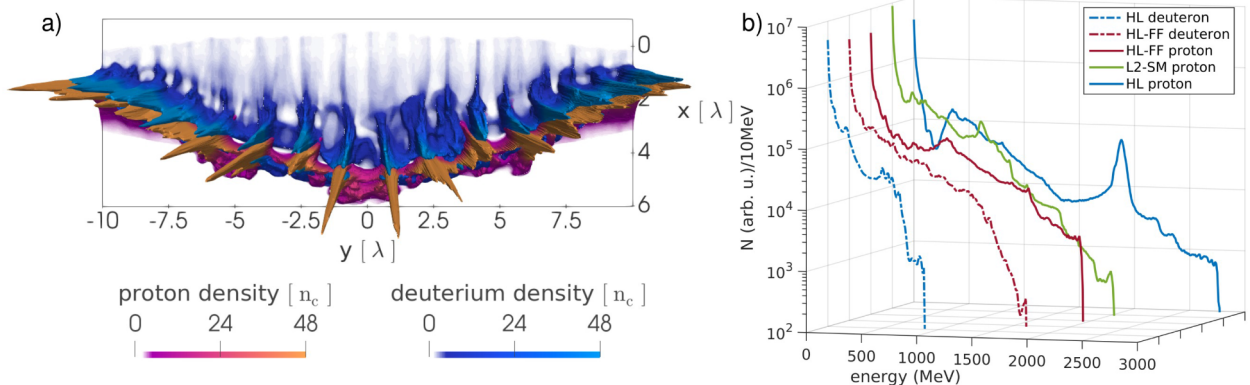 a)
0
2
x [ λ ]
4
6
-10 -7.5 -5 -2.5 0 2.5 5 7.5
y [ λ ]
proton density [ n_c ]
0 24 48
deuterium density [ n_c ]
0 24 48
b)
HL deuteron
HL-FF deuteron
HL-FF proton
L2-SM proton
HL proton
N (arb. u.)/10MeV
10^7
10^6
10^5
10^4
10^3
10^2
0 500 1000 1500 2000 2500 3000
energy (MeV)